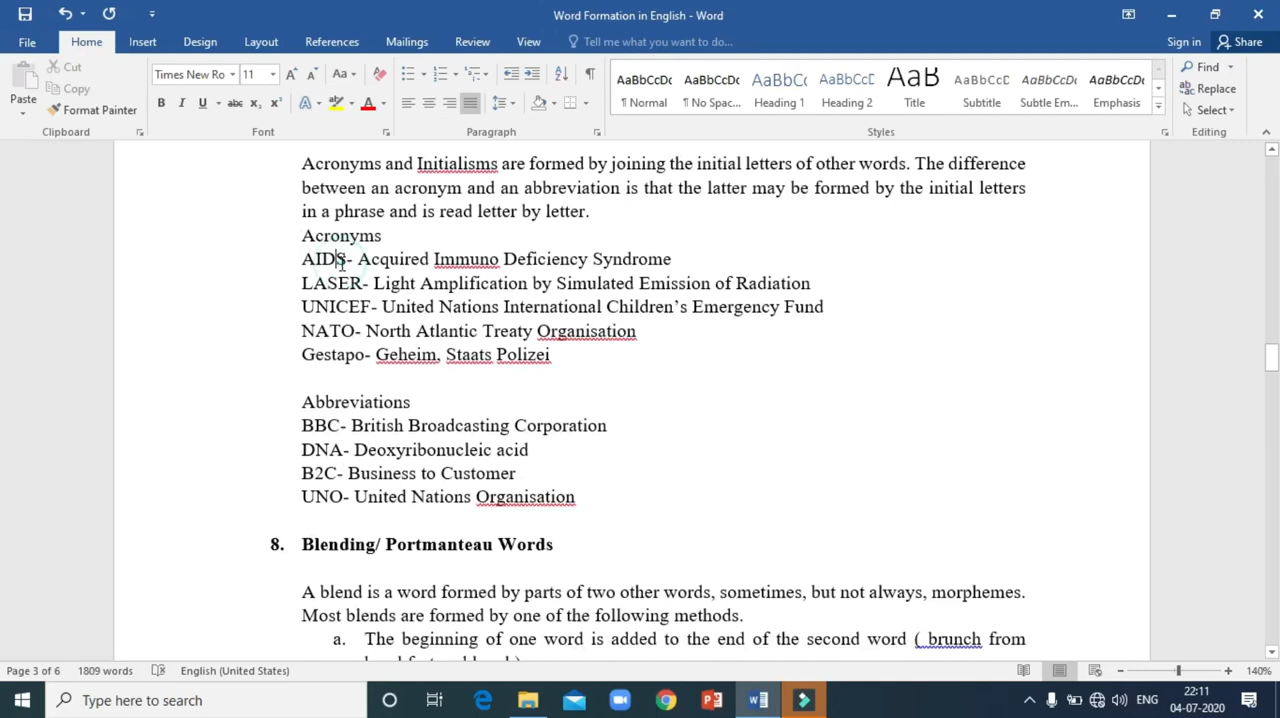 Word Formation in English - Word
Sign in
Share
File
Home
Insert
Design
Layout
References
Mailings
Review
View
Tell me what you want to do...
Paste
Cut
Copy
Format Painter
Clipboard
Times New Ro
11
Font
Paragraph
AaBbCcDc
¶ Normal
AaBbCcDc
¶ No Spac...
AaBbCc
Heading 1
AaBbCcD
Heading 2
AaB
Title
AaBbCcD
Subtitle
AaBbCcDc
Subtle Em...
AaBbCcDc
Emphasis
Styles
Find
Replace
Select
Editing
Acronyms and Initialisms are formed by joining the initial letters of other words. The difference
between an acronym and an abbreviation is that the latter may be formed by the initial letters
in a phrase and is read letter by letter.
Acronyms
AIDS- Acquired Immuno Deficiency Syndrome
LASER- Light Amplification by Simulated Emission of Radiation
UNICEF- United Nations International Children’s Emergency Fund
NATO- North Atlantic Treaty Organisation
Gestapo- Geheim, Staats Polizei
Abbreviations
BBC- British Broadcasting Corporation
DNA- Deoxyribonucleic acid
B2C- Business to Customer
UNO- United Nations Organisation
8. Blending/ Portmanteau Words
A blend is a word formed by parts of two other words, sometimes, but not always, morphemes.
Most blends are formed by one of the following methods.
a. The beginning of one word is added to the end of the second word ( brunch from
Page 3 of 6
1809 words
English (United States)
140%
Type here to search
ENG
22:11
04-07-2020